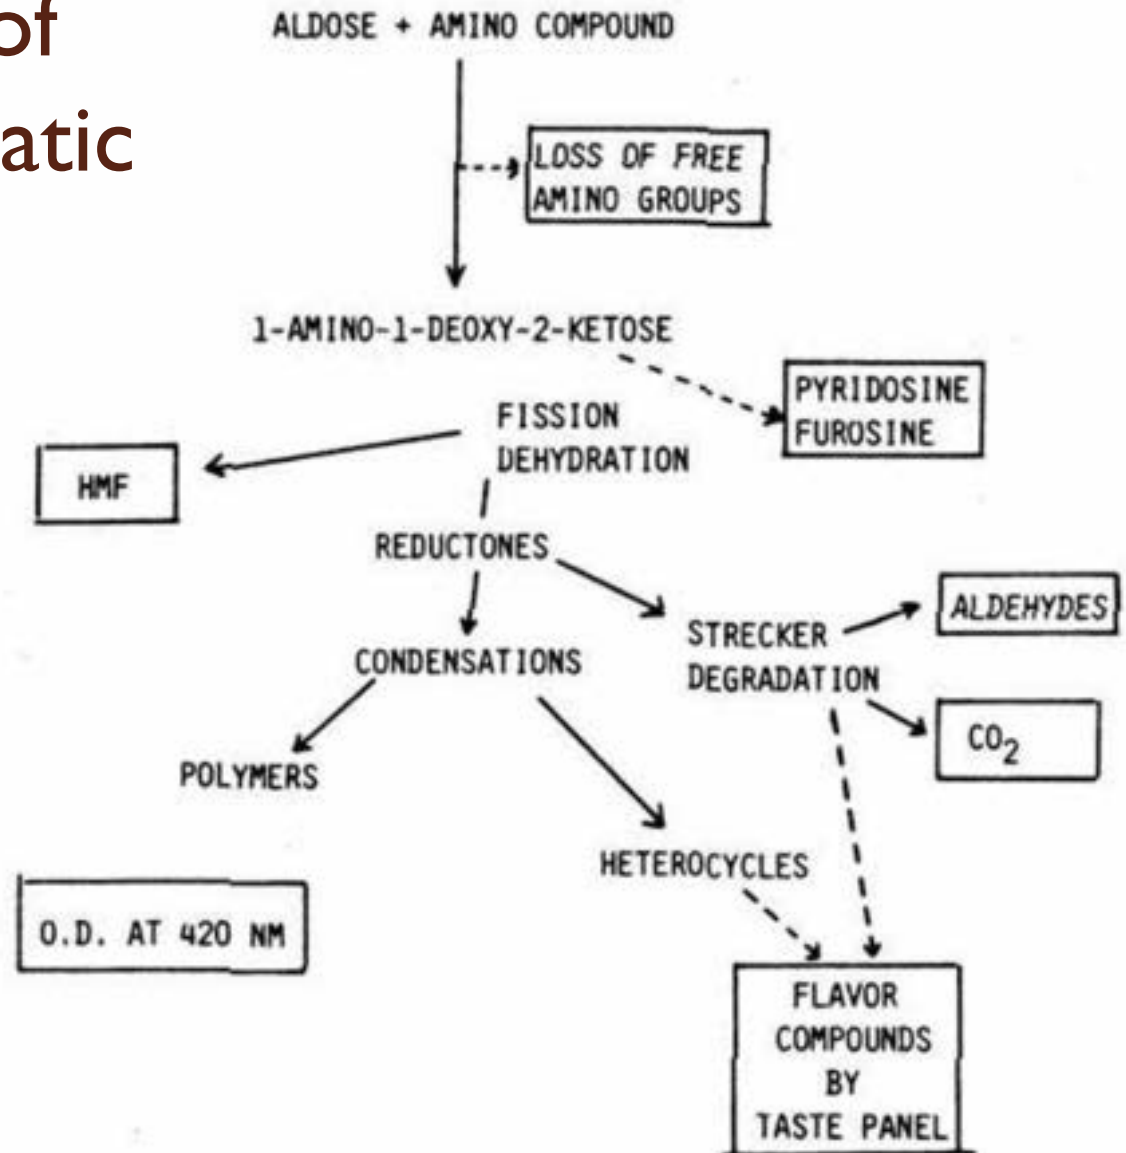 of
atic
ALDOSE + AMINO COMPOUND
LOSS OF FREE
AMINO GROUPS
1-AMINO-1-DEOXY-2-KETOSE
PYRIDOSINE
FUROSINE
FISSION
DEHYDRATION
HMF
REDUCTONES
ALDEHYDES
STRECKER
DEGRADATION
CONDENSATIONS
CO₂
POLYMERS
HETEROCYCLES
O.D. AT 420 NM
FLAVOR
COMPOUNDS
BY
TASTE PANEL